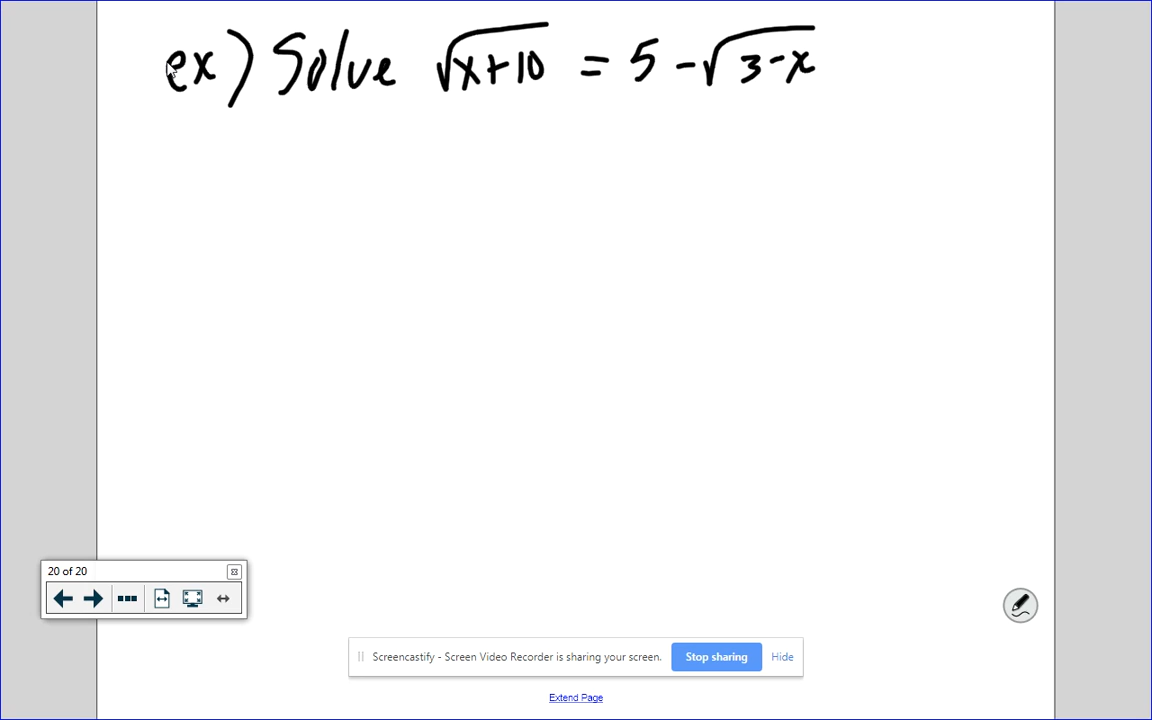 ex) Solve √x+10 = 5 - √3-x
20 of 20
Screencastify - Screen Video Recorder is sharing your screen. Stop sharing Hide
Extend Page